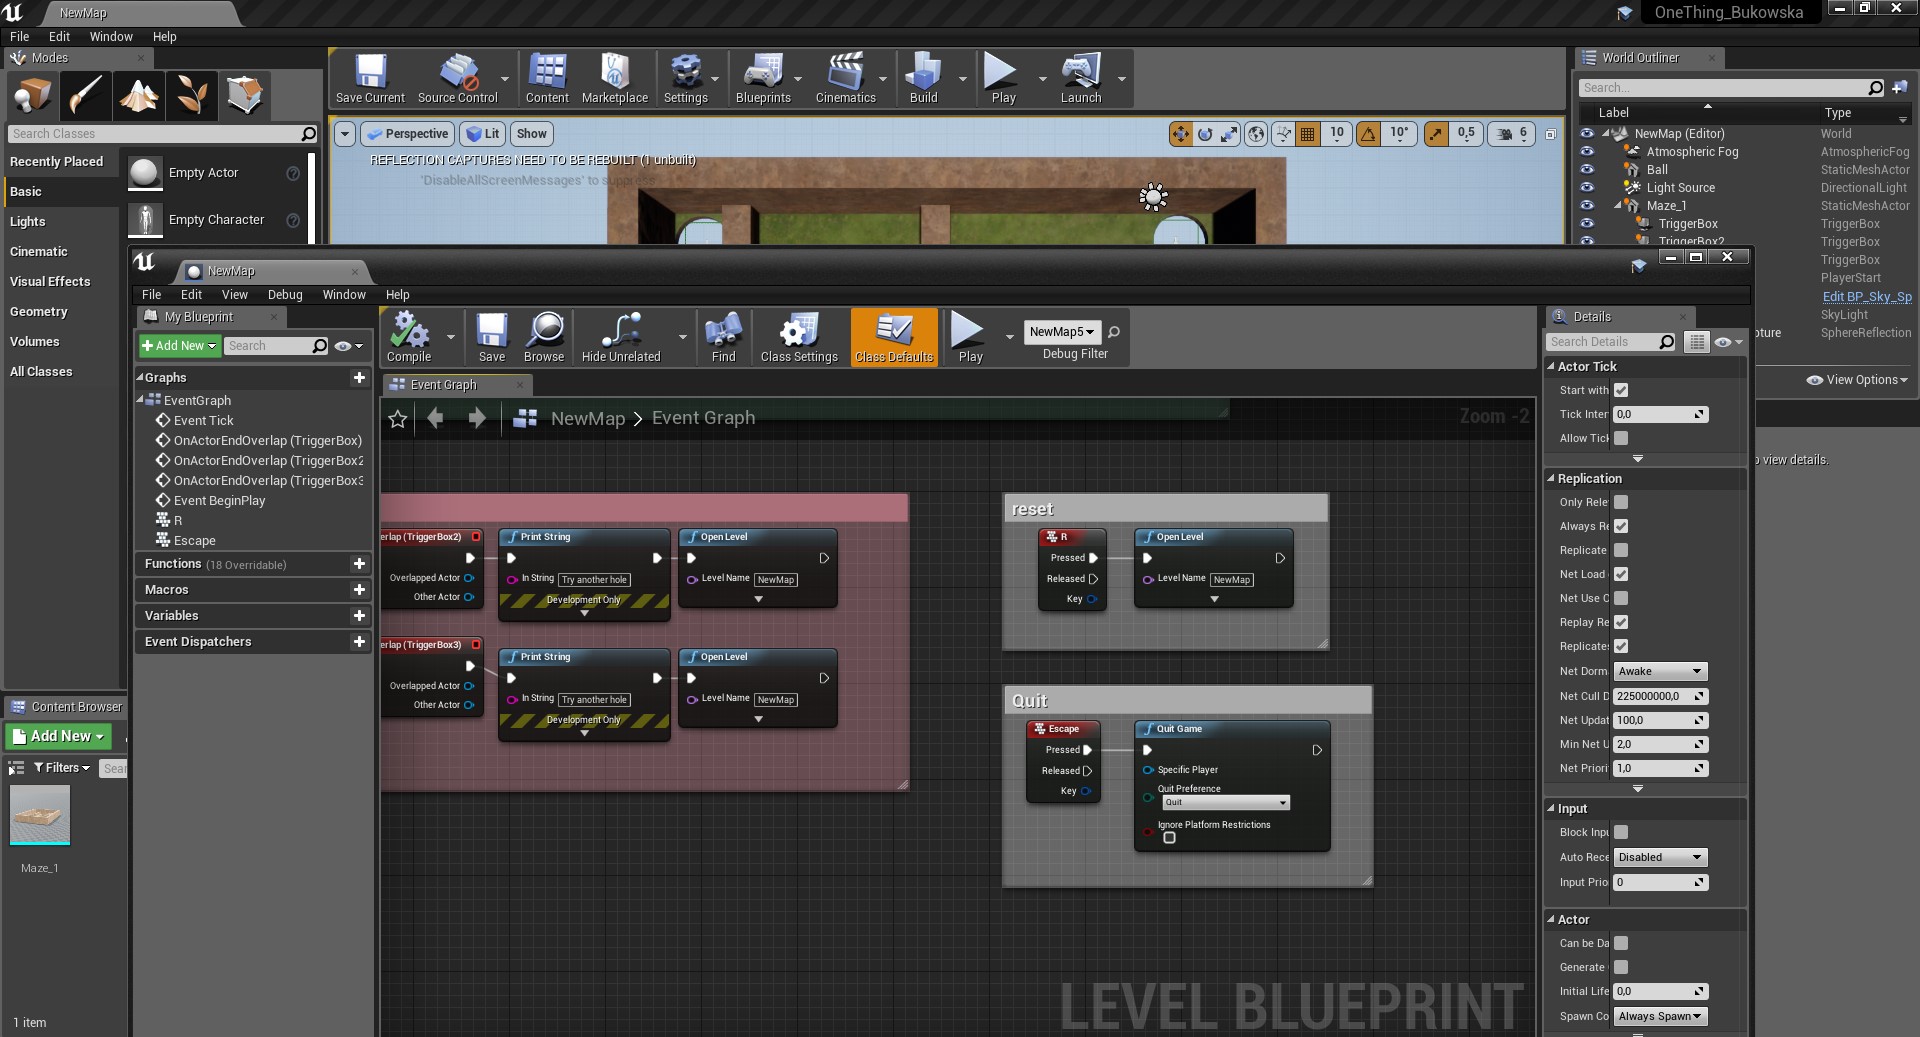 NewMap
OneThing_Bukowska
File Edit Window Help
Modes
World Outliner
Save Current Source Control Content Marketplace Settings Blueprints Cinematics Build Play Launch
Search...
Label Type
Search Classes
Perspective Lit Show 10 10° 0,5 6
NewMap (Editor) World
Recently Placed
REFLECTION CAPTURES NEED TO BE REBUILT (1 unbuilt)
'DisableAllScreenMessages' to suppress
Atmospheric Fog AtmosphericFog
Empty Actor
Ball StaticMeshActor
Basic
Light Source DirectionalLight
Maze_1 StaticMeshActor
Lights
Empty Character
TriggerBox TriggerBox
TriggerBox2 TriggerBox
Cinematic
TriggerBox
PlayerStart
Visual Effects
Edit BP_Sky_Sp
Geometry
SkyLight
pture SphereReflection
Volumes
All Classes
View Options
o view details.
NewMap
File Edit View Debug Window Help
My Blueprint
Add New Search
Compile Save Browse Hide Unrelated Find Class Settings Class Defaults Play NewMap5 Debug Filter
Graphs
EventGraph
Event Tick
OnActorEndOverlap (TriggerBox)
OnActorEndOverlap (TriggerBox2
OnActorEndOverlap (TriggerBox3
Event BeginPlay
R
Escape
Functions (18 Overridable)
Macros
Variables
Event Dispatchers
Event Graph
NewMap > Event Graph Zoom -2
erlap (TriggerBox2)
Overlapped Actor
Other Actor
Print String
In String Try another hole
Development Only
Open Level
Level Name NewMap
erlap (TriggerBox3)
Overlapped Actor
Other Actor
Print String
In String Try another hole
Development Only
Open Level
Level Name NewMap
reset
R
Pressed
Released
Key
Open Level
Level Name NewMap
Quit
Escape
Pressed
Released
Key
Quit Game
Specific Player
Quit Preference
Quit
Ignore Platform Restrictions
LEVEL BLUEPRINT
Details
Search Details
Actor Tick
Start with
Tick Inter 0,0
Allow Tick
Replication
Only Rele
Always Re
Replicate
Net Load
Net Use C
Replay Re
Replicates
Net Dorm Awake
Net Cull D 225000000,0
Net Updat 100,0
Min Net U 2,0
Net Priori 1,0
Input
Block Inpu
Auto Rece Disabled
Input Prio 0
Actor
Can be Da
Generate
Initial Life 0,0
Spawn Co Always Spawn
Content Browser
Add New
Filters Sear
Maze_1
1 item